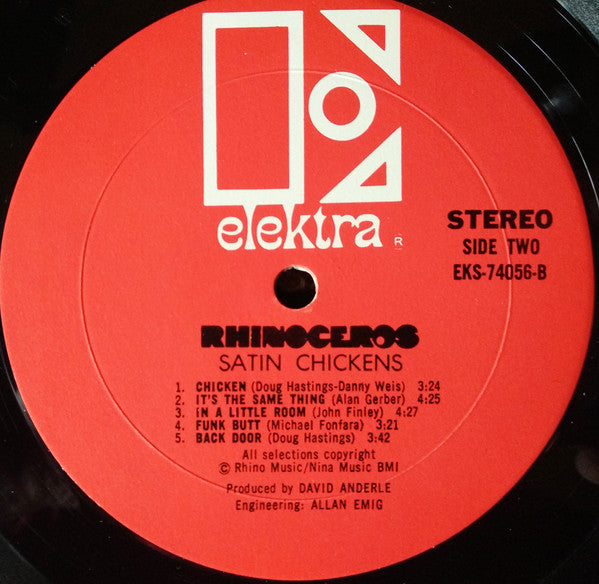 elektra ®
STEREO
SIDE TWO
EKS-74056-B
RHINOCEROS
SATIN CHICKENS
1. CHICKEN (Doug Hastings-Danny Weis) 3:24
2. IT'S THE SAME THING (Alan Gerber) 4:25
3. IN A LITTLE ROOM (John Finley) 4:27
4. FUNK BUTT (Michael Fonfara) 3:21
5. BACK DOOR (Doug Hastings) 3:42
All selections copyright
© Rhino Music/Nina Music BMI
Produced by DAVID ANDERLE
Engineering: ALLAN EMIG